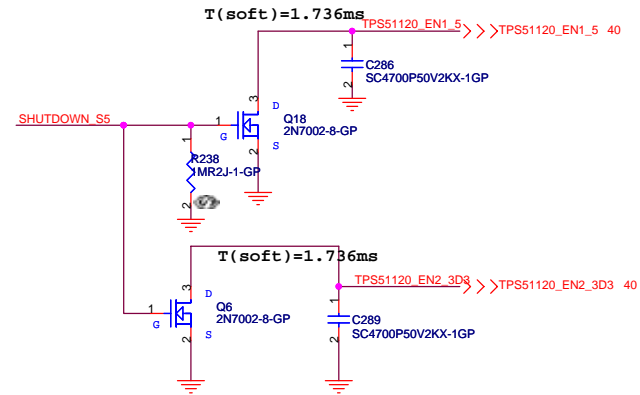 T(soft)=1.736ms
TPS51120_EN1_5
TPS51120_EN1_5 40
1
C286
SC4700P50V2KX-1GP
2
3
D
SHUTDOWN_S5
1
G
Q18
2N7002-8-GP
S
2
1
R238
1MR2J-1-GP
2
T(soft)=1.736ms
TPS51120_EN2_3D3
TPS51120_EN2_3D3 40
3
D
1
G
Q6
2N7002-8-GP
S
2
1
C289
SC4700P50V2KX-1GP
2